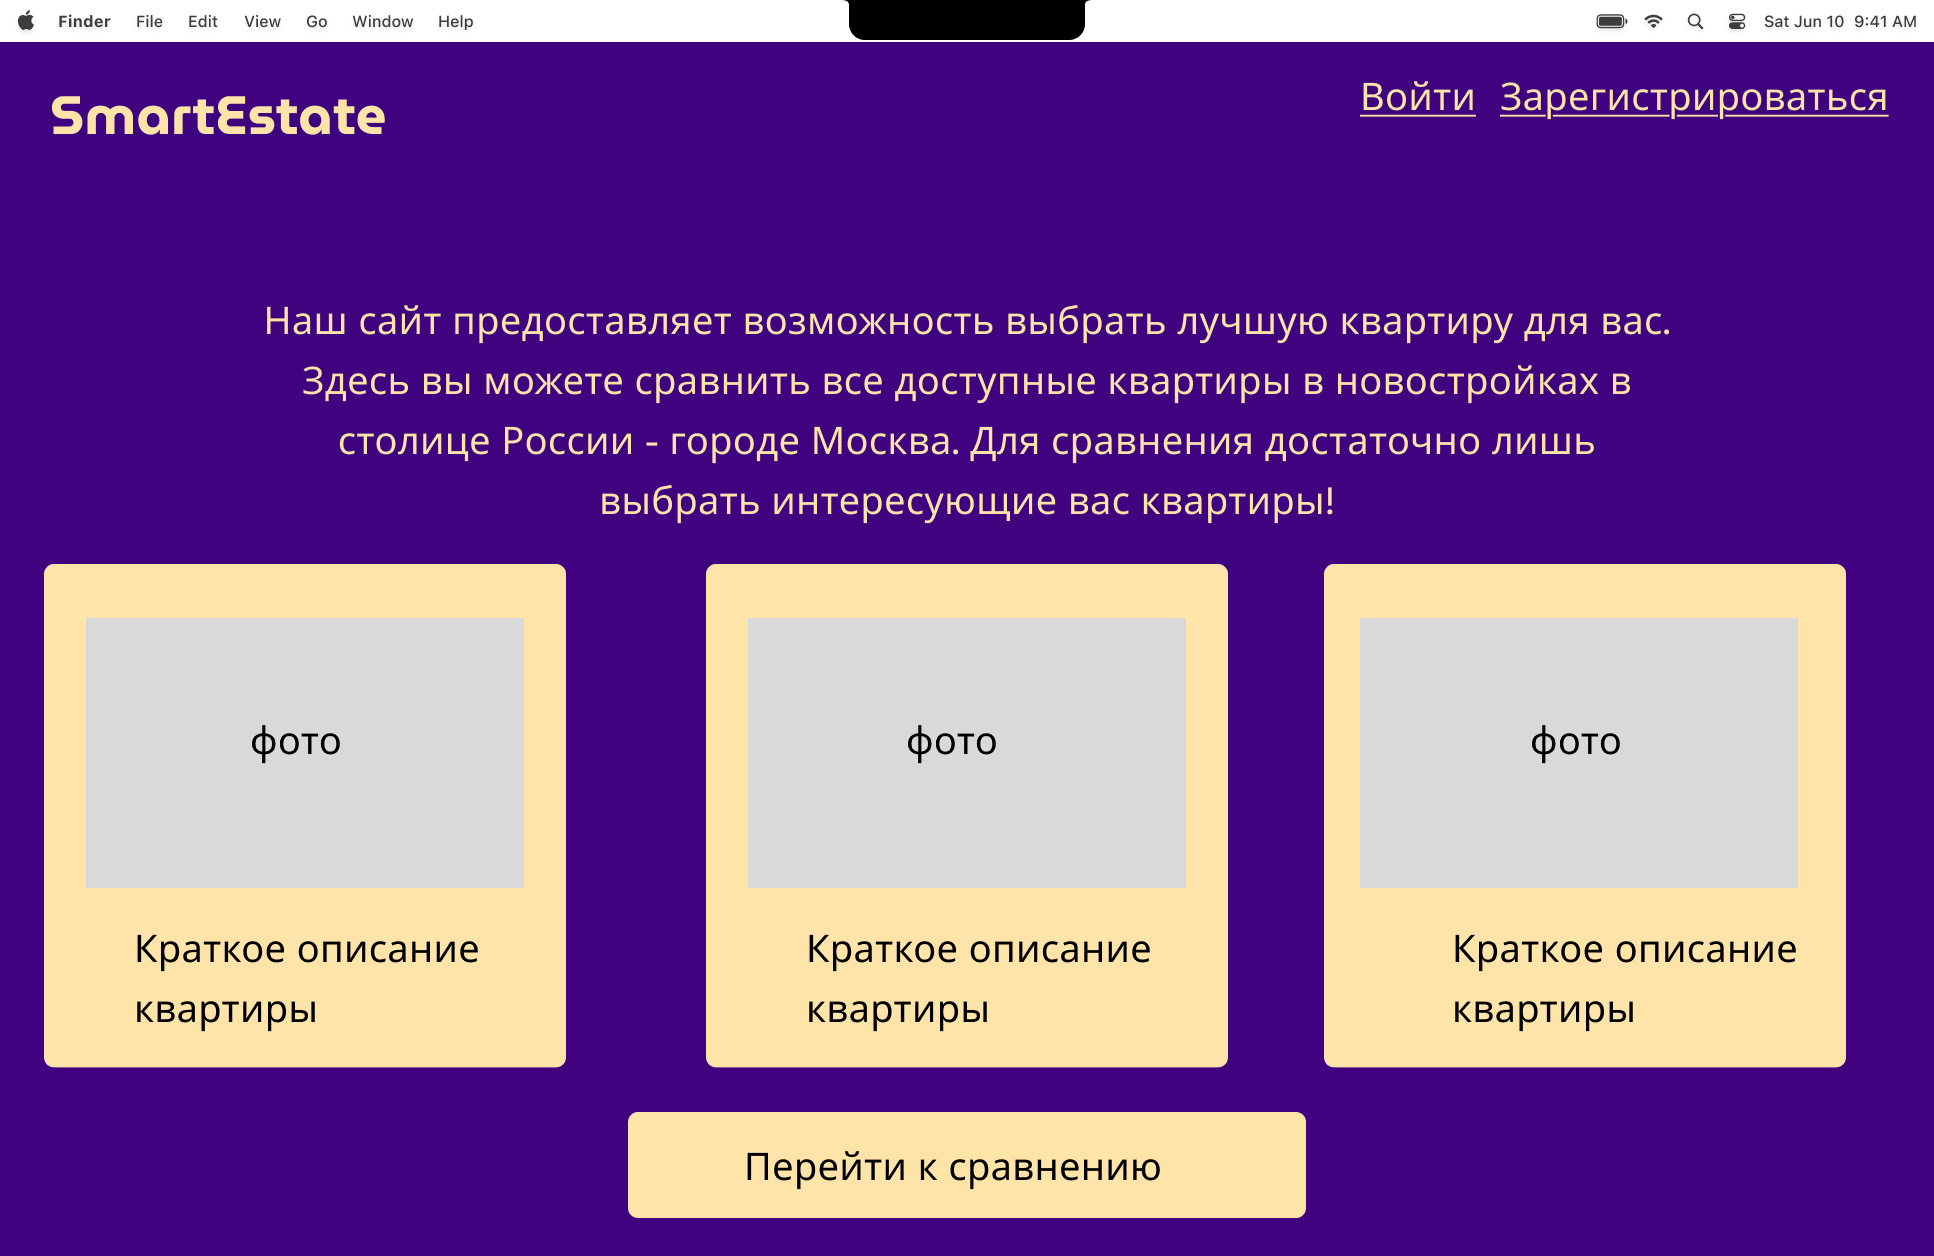 Finder File Edit View Go Window Help Sat Jun 10 9:41 AM
SmartEstate
Войти Зарегистрироваться
Наш сайт предоставляет возможность выбрать лучшую квартиру для вас.
Здесь вы можете сравнить все доступные квартиры в новостройках в
столице России - городе Москва. Для сравнения достаточно лишь
выбрать интересующие вас квартиры!
фото
Краткое описание
квартиры
фото
Краткое описание
квартиры
фото
Краткое описание
квартиры
Перейти к сравнению